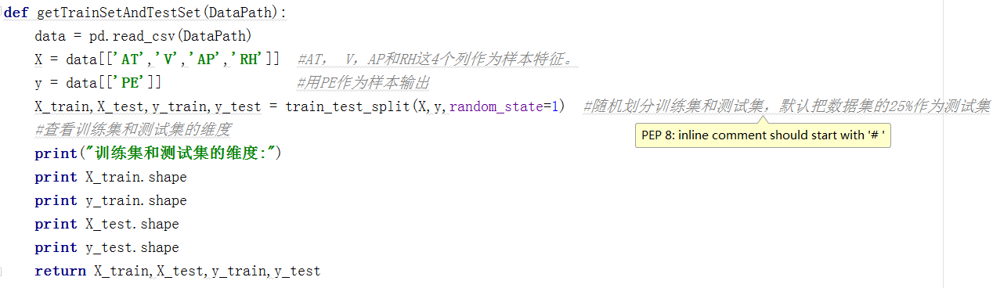 def getTrainSetAndTestSet(DataPath):
    data = pd.read_csv(DataPath)
    X = data[['AT','V','AP','RH']]  #AT， V，AP和RH这4个列作为样本特征。
    y = data[['PE']]                #用PE作为样本输出
    X_train,X_test,y_train,y_test = train_test_split(X,y,random_state=1)  #随机划分训练集和测试集，默认把数据集的25%作为测试集
    #查看训练集和测试集的维度
PEP 8: inline comment should start with '# '
    print("训练集和测试集的维度:")
    print X_train.shape
    print y_train.shape
    print X_test.shape
    print y_test.shape
    return X_train,X_test,y_train,y_test